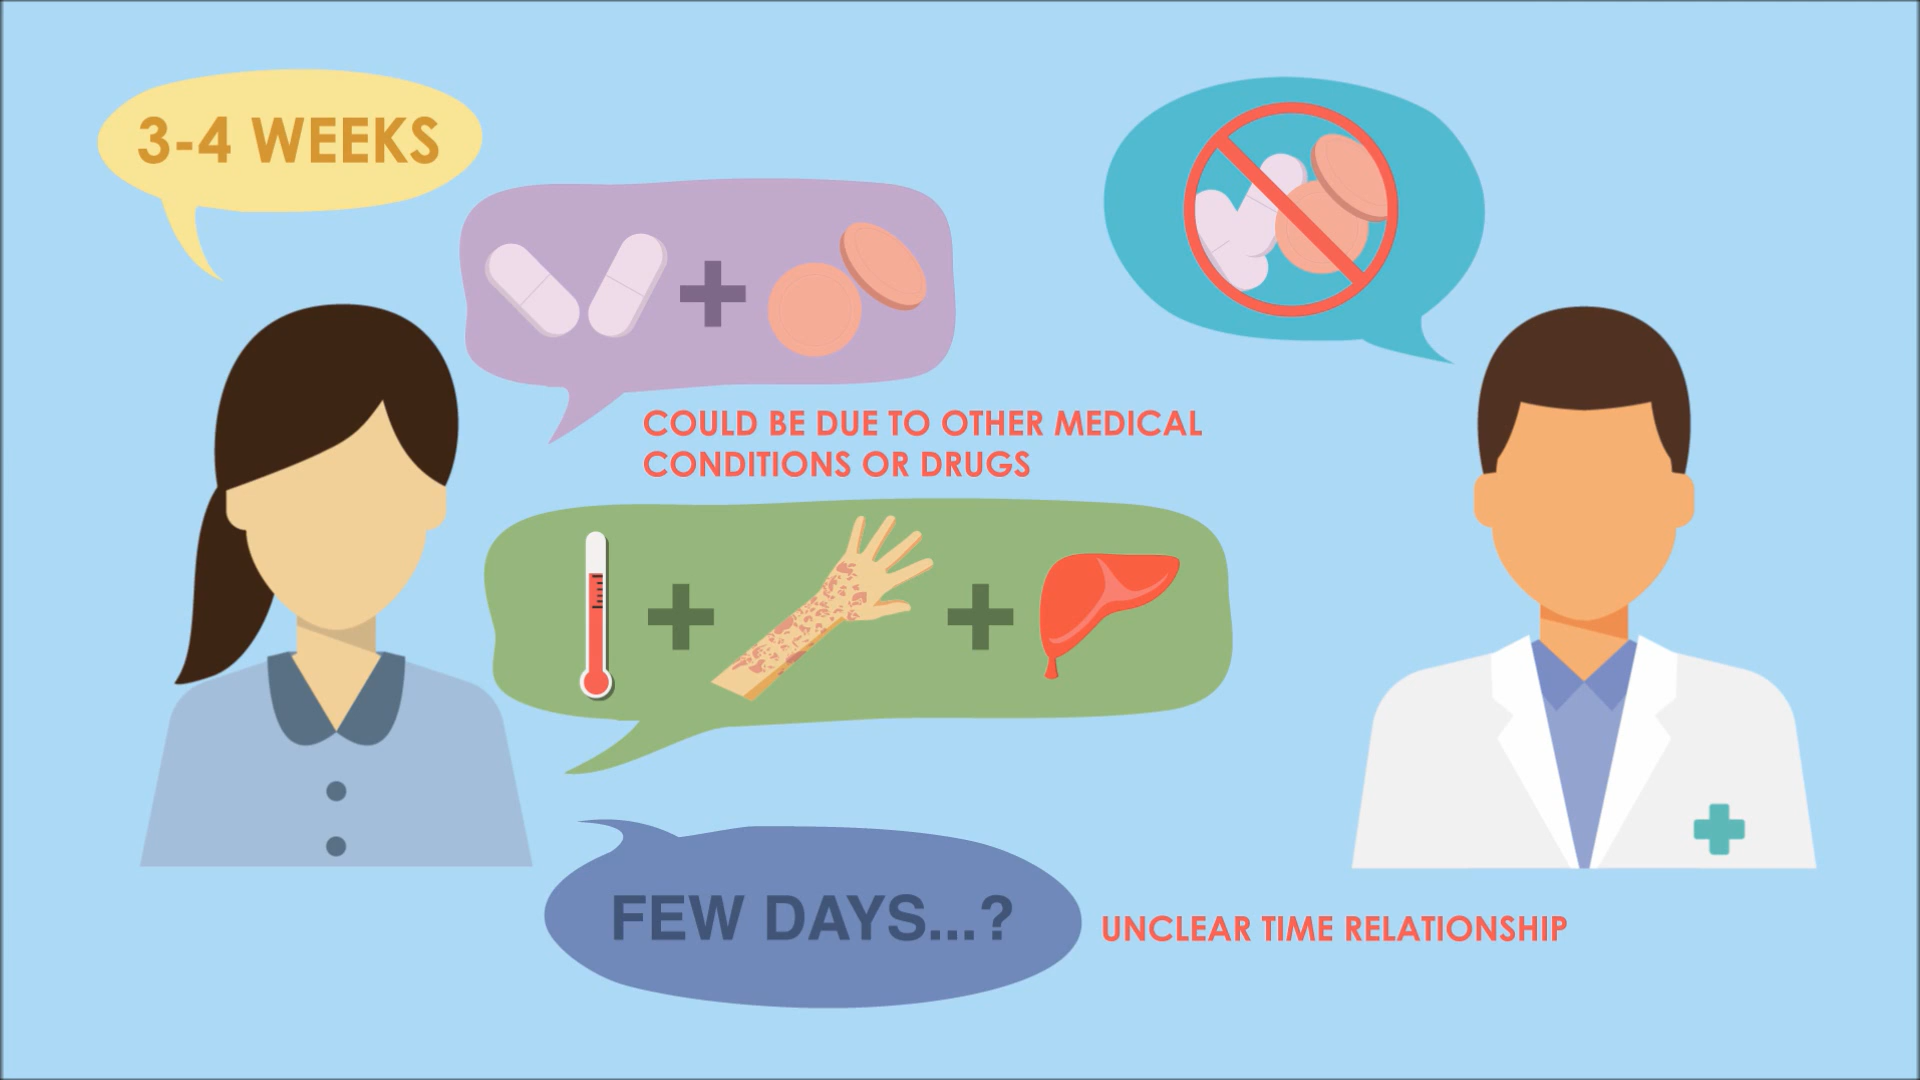 3-4 WEEKS
COULD BE DUE TO OTHER MEDICAL
CONDITIONS OR DRUGS
FEW DAYS...?
UNCLEAR TIME RELATIONSHIP